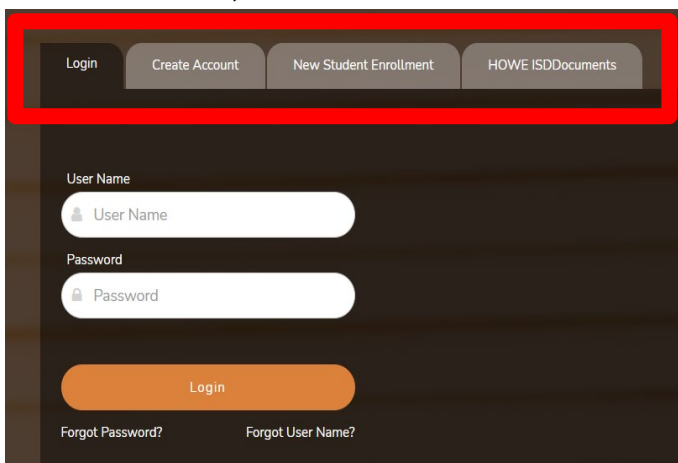 Login Create Account New Student Enrollment HOWE ISDDocuments
User Name
User Name
Password
Password
Login
Forgot Password? Forgot User Name?